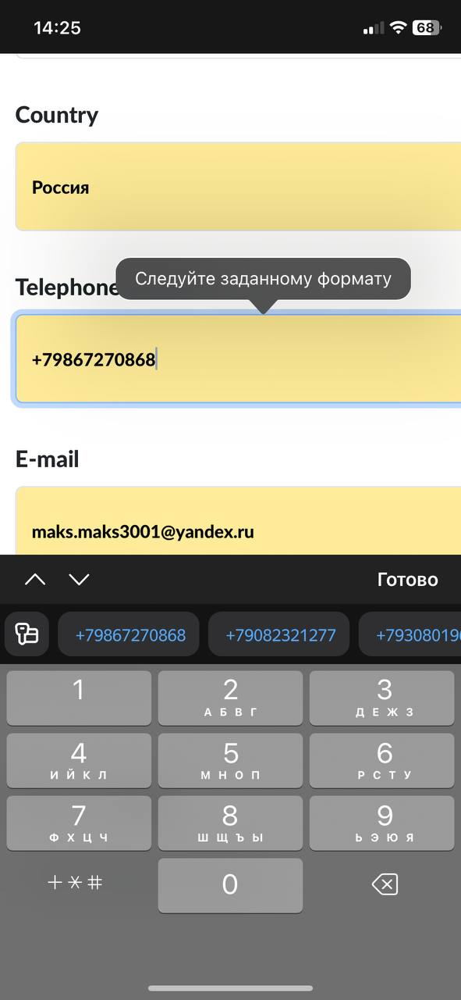 14:25
68
Country
Россия
Следуйте заданному формату
Telephone
+79867270868
E-mail
maks.maks3001@yandex.ru
Готово
+79867270868
+79082321277
+793080190
1
2
3
А Б В Г
Д Е Ж З
4
5
6
И Й К Л
М Н О П
Р С Т У
7
8
9
Ф Х Ц Ч
Ш Щ Ъ Ы
Ь Э Ю Я
+ * #
0